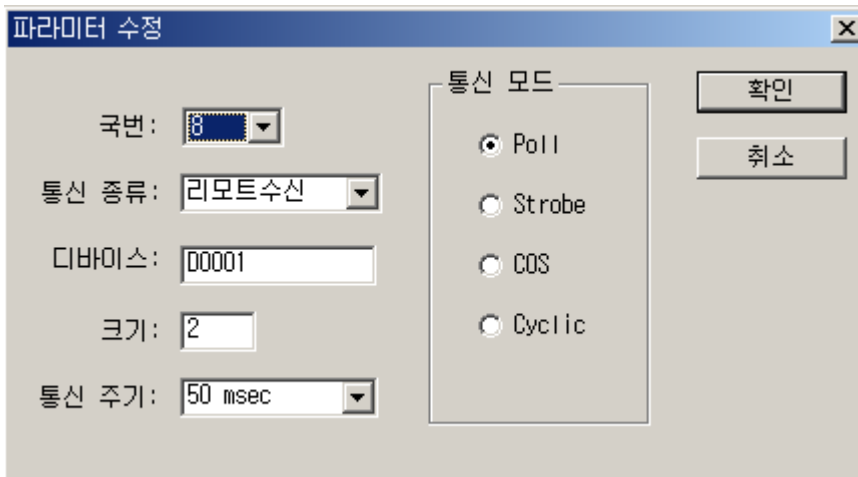 파라미터 수정
국번: 8
통신 종류: 리모트수신
디바이스: D0001
크기: 2
통신 주기: 50 msec
통신 모드
Poll
Strobe
COS
Cyclic
확인
취소